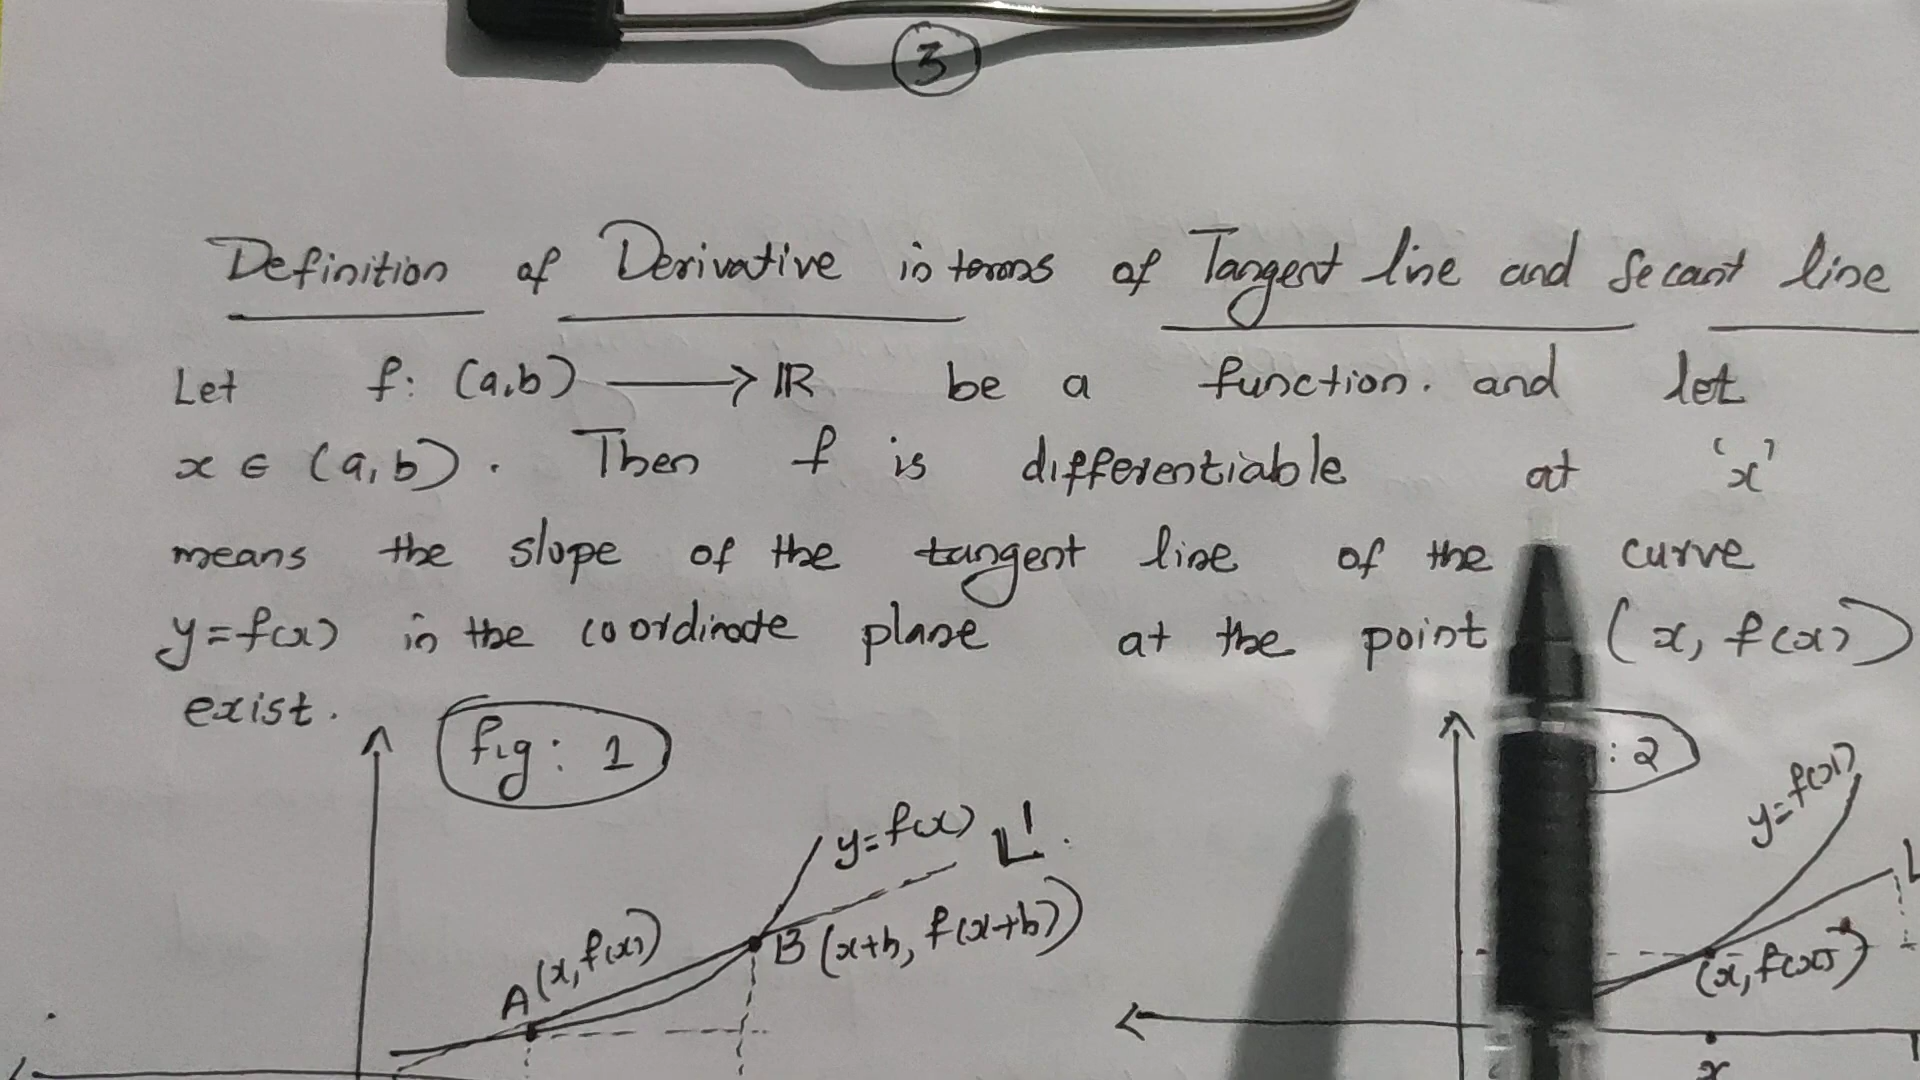 3
Definition of Derivative in terms of Tangent line and Secant line
Let f: (a,b) → IR be a function. and let
x ∈ (a,b). Then f is differentiable at 'x'
means the slope of the tangent line of the curve
y=f(x) in the coordinate plane at the point (x, f(x))
exist.
fig: 1
: 2
y=f(x) L'
y=f(x)
L
A (x, f(x))
B (x+h, f(x+h))
(x, f(x))
x